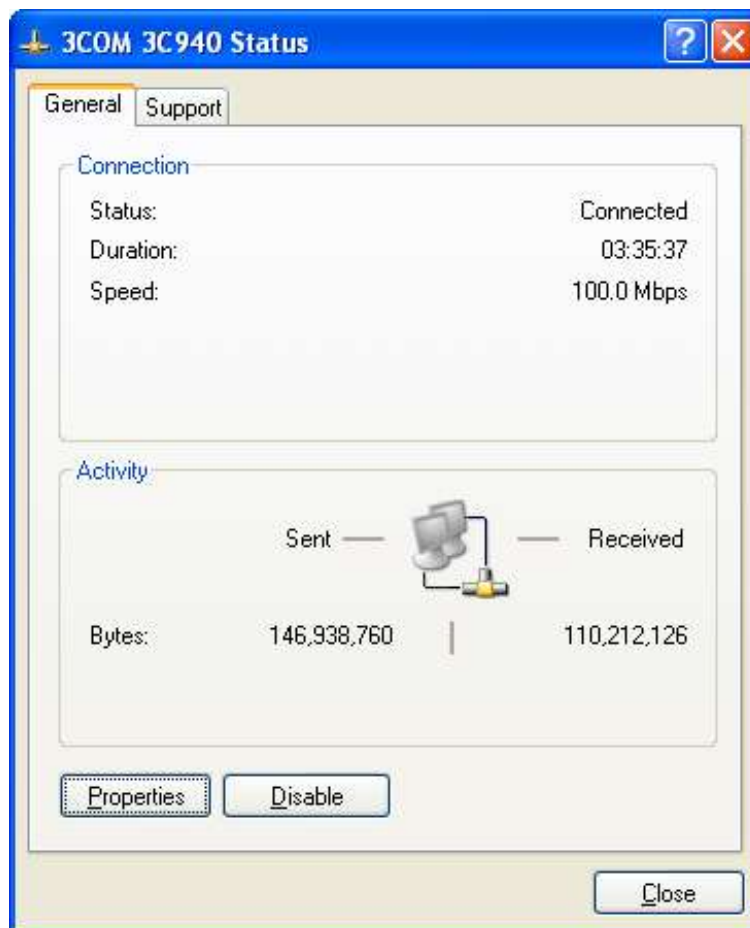 3COM 3C940 Status
General Support
Connection
Status: Connected
Duration: 03:35:37
Speed: 100.0 Mbps
Activity
Sent Received
Bytes: 146,938,760 110,212,126
Properties Disable
Close